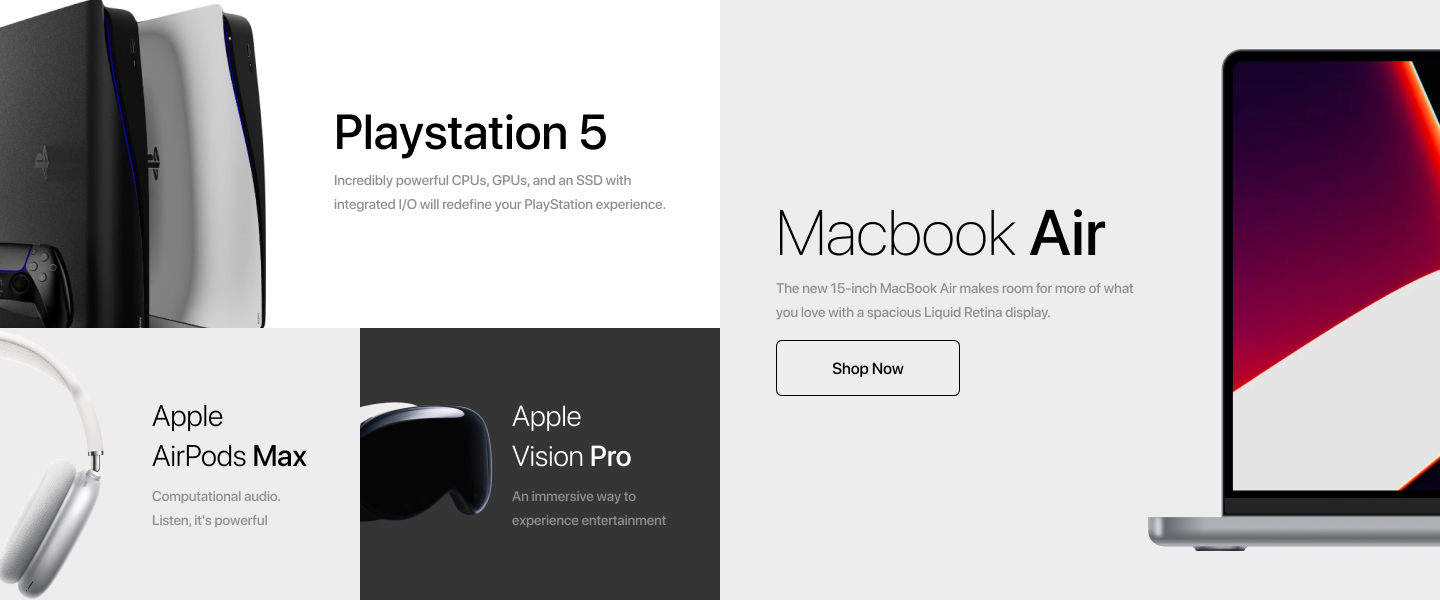 Playstation 5
Incredibly powerful CPUs, GPUs, and an SSD with
integrated I/O will redefine your PlayStation experience.
Apple
AirPods Max
Computational audio.
Listen, it's powerful
Apple
Vision Pro
An immersive way to
experience entertainment
Macbook Air
The new 15-inch MacBook Air makes room for more of what
you love with a spacious Liquid Retina display.
Shop Now